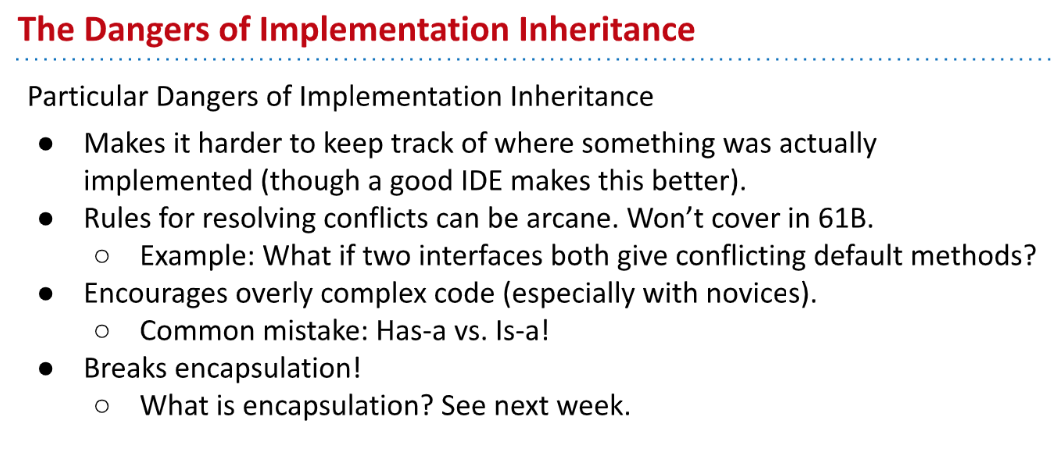 The Dangers of Implementation Inheritance
Particular Dangers of Implementation Inheritance
● Makes it harder to keep track of where something was actually
implemented (though a good IDE makes this better).
● Rules for resolving conflicts can be arcane. Won’t cover in 61B.
○ Example: What if two interfaces both give conflicting default methods?
● Encourages overly complex code (especially with novices).
○ Common mistake: Has-a vs. Is-a!
● Breaks encapsulation!
○ What is encapsulation? See next week.